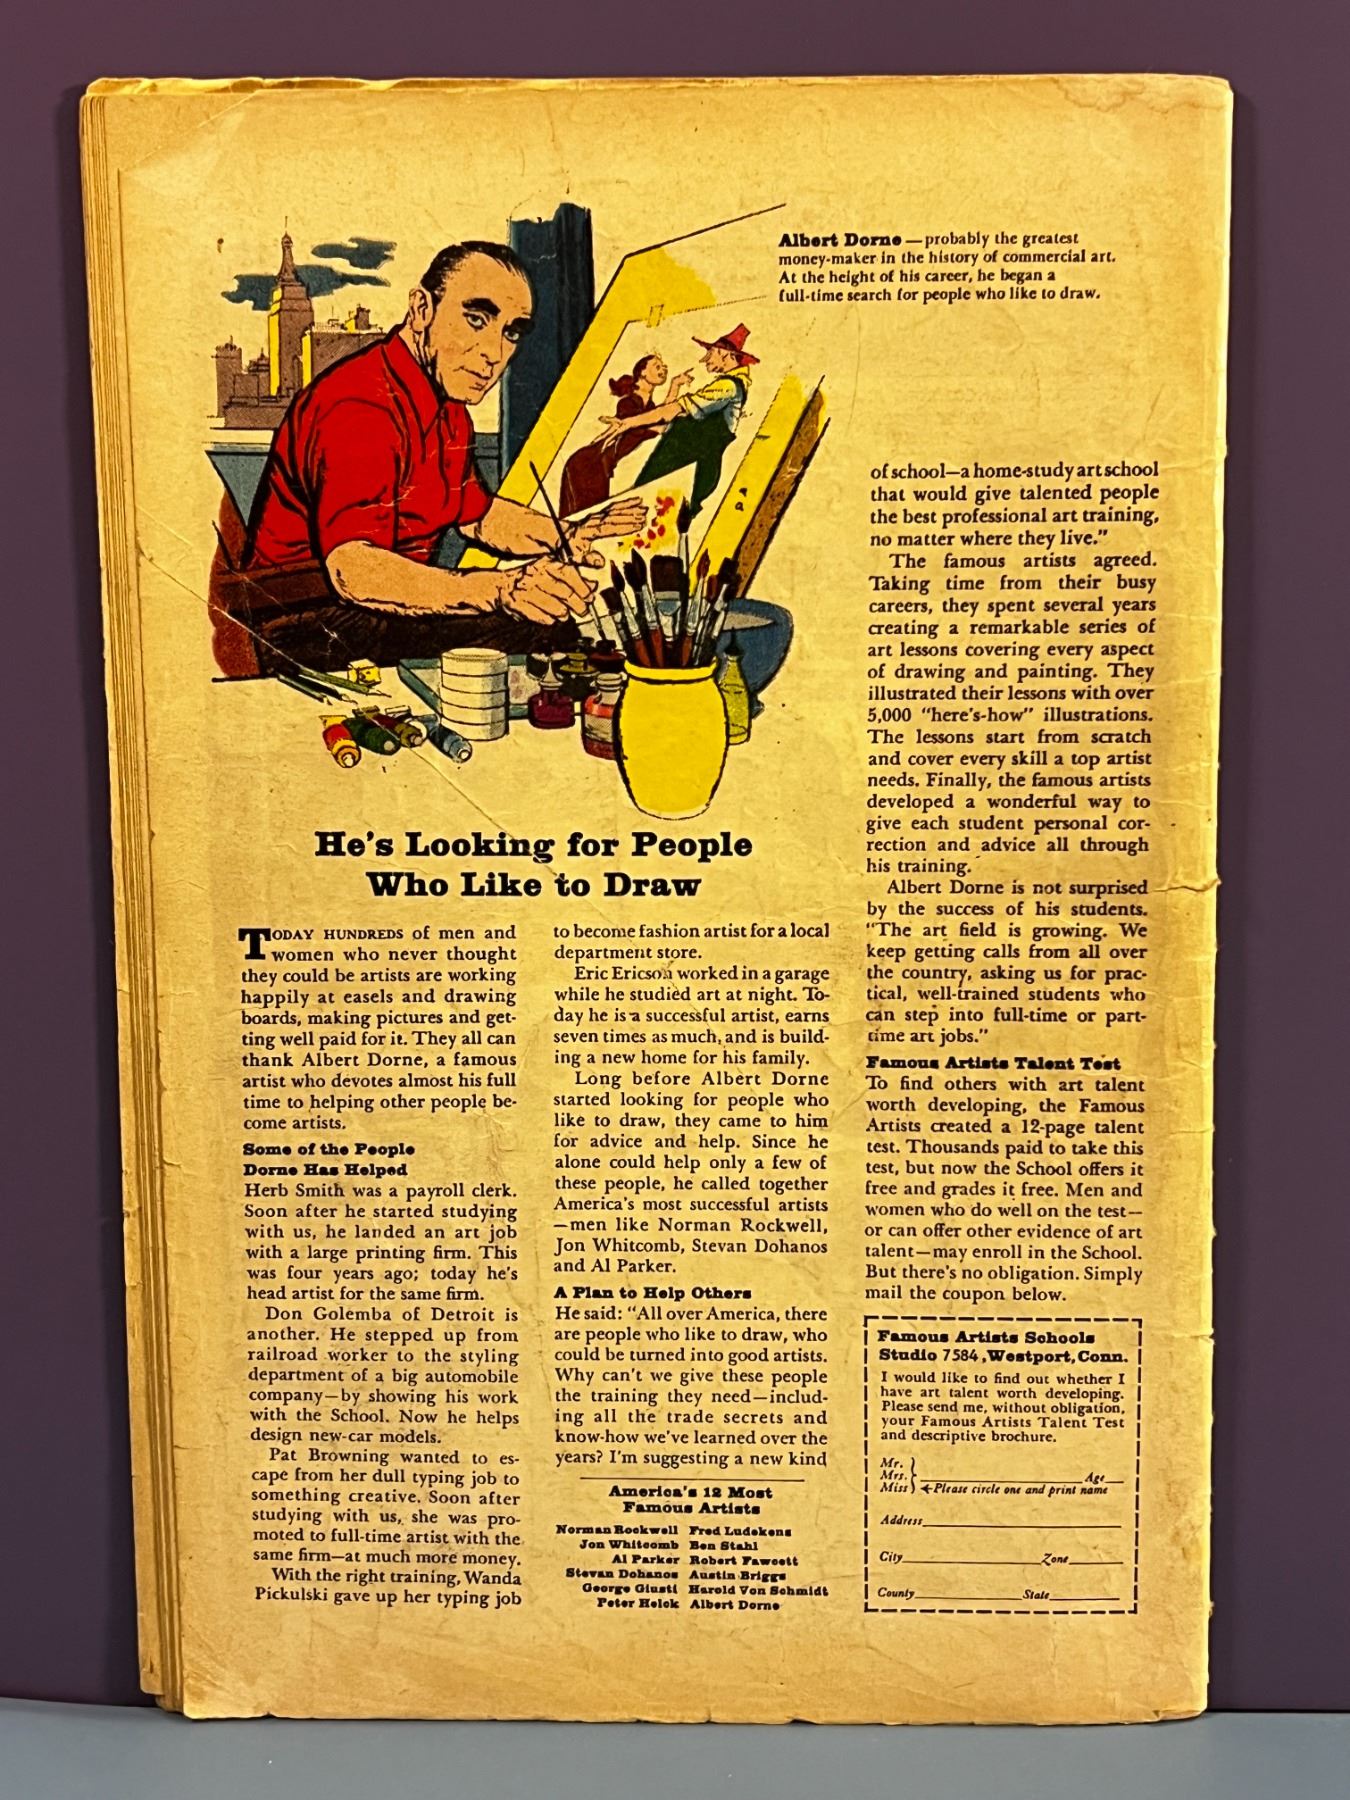 Albert Dorne — probably the greatest
money-maker in the history of commercial art.
At the height of his career, he began a
full-time search for people who like to draw.
He's Looking for People
Who Like to Draw
TODAY HUNDREDS of men and
women who never thought
they could be artists are working
happily at easels and drawing
boards, making pictures and get-
ting well paid for it. They all can
thank Albert Dorne, a famous
artist who devotes almost his full
time to helping other people be-
come artists.
Some of the People
Dorne Has Helped
Herb Smith was a payroll clerk.
Soon after he started studying
with us, he landed an art job
with a large printing firm. This
was four years ago; today he's
head artist for the same firm.
Don Golemba of Detroit is
another. He stepped up from
railroad worker to the styling
department of a big automobile
company—by showing his work
with the School. Now he helps
design new-car models.
Pat Browning wanted to es-
cape from her dull typing job to
something creative. Soon after
studying with us, she was pro-
moted to full-time artist with the
same firm—at much more money.
With the right training, Wanda
Pickulski gave up her typing job
to become fashion artist for a local
department store.
Eric Ericson worked in a garage
while he studied art at night. To-
day he is a successful artist, earns
seven times as much, and is build-
ing a new home for his family.
Long before Albert Dorne
started looking for people who
like to draw, they came to him
for advice and help. Since he
alone could help only a few of
these people, he called together
America's most successful artists
—men like Norman Rockwell,
Jon Whitcomb, Stevan Dohanos
and Al Parker.
A Plan to Help Others
He said: "All over America, there
are people who like to draw, who
could be turned into good artists.
Why can't we give these people
the training they need—includ-
ing all the trade secrets and
know-how we've learned over the
years? I'm suggesting a new kind
America's 12 Most
Famous Artists
Norman Rockwell Fred Ludekens
Jon Whitcomb Ben Stahl
Al Parker Robert Fawcett
Stevan Dohanos Austin Briggs
George Giusti Harold Von Schmidt
Peter Helck Albert Dorne
of school—a home-study art school
that would give talented people
the best professional art training,
no matter where they live."
The famous artists agreed.
Taking time from their busy
careers, they spent several years
creating a remarkable series of
art lessons covering every aspect
of drawing and painting. They
illustrated their lessons with over
5,000 "here's-how" illustrations.
The lessons start from scratch
and cover every skill a top artist
needs. Finally, the famous artists
developed a wonderful way to
give each student personal cor-
rection and advice all through
his training.
Albert Dorne is not surprised
by the success of his students.
"The art field is growing. We
keep getting calls from all over
the country, asking us for prac-
tical, well-trained students who
can step into full-time or part-
time art jobs."
Famous Artists Talent Test
To find others with art talent
worth developing, the Famous
Artists created a 12-page talent
test. Thousands paid to take this
test, but now the School offers it
free and grades it free. Men and
women who do well on the test—
or can offer other evidence of art
talent—may enroll in the School.
But there's no obligation. Simply
mail the coupon below.
Famous Artists Schools
Studio 7584, Westport, Conn.
I would like to find out whether I
have art talent worth developing.
Please send me, without obligation,
your Famous Artists Talent Test
and descriptive brochure.
Mr.
Mrs. Age
Miss ←Please circle one and print name
Address
City Zone
County State